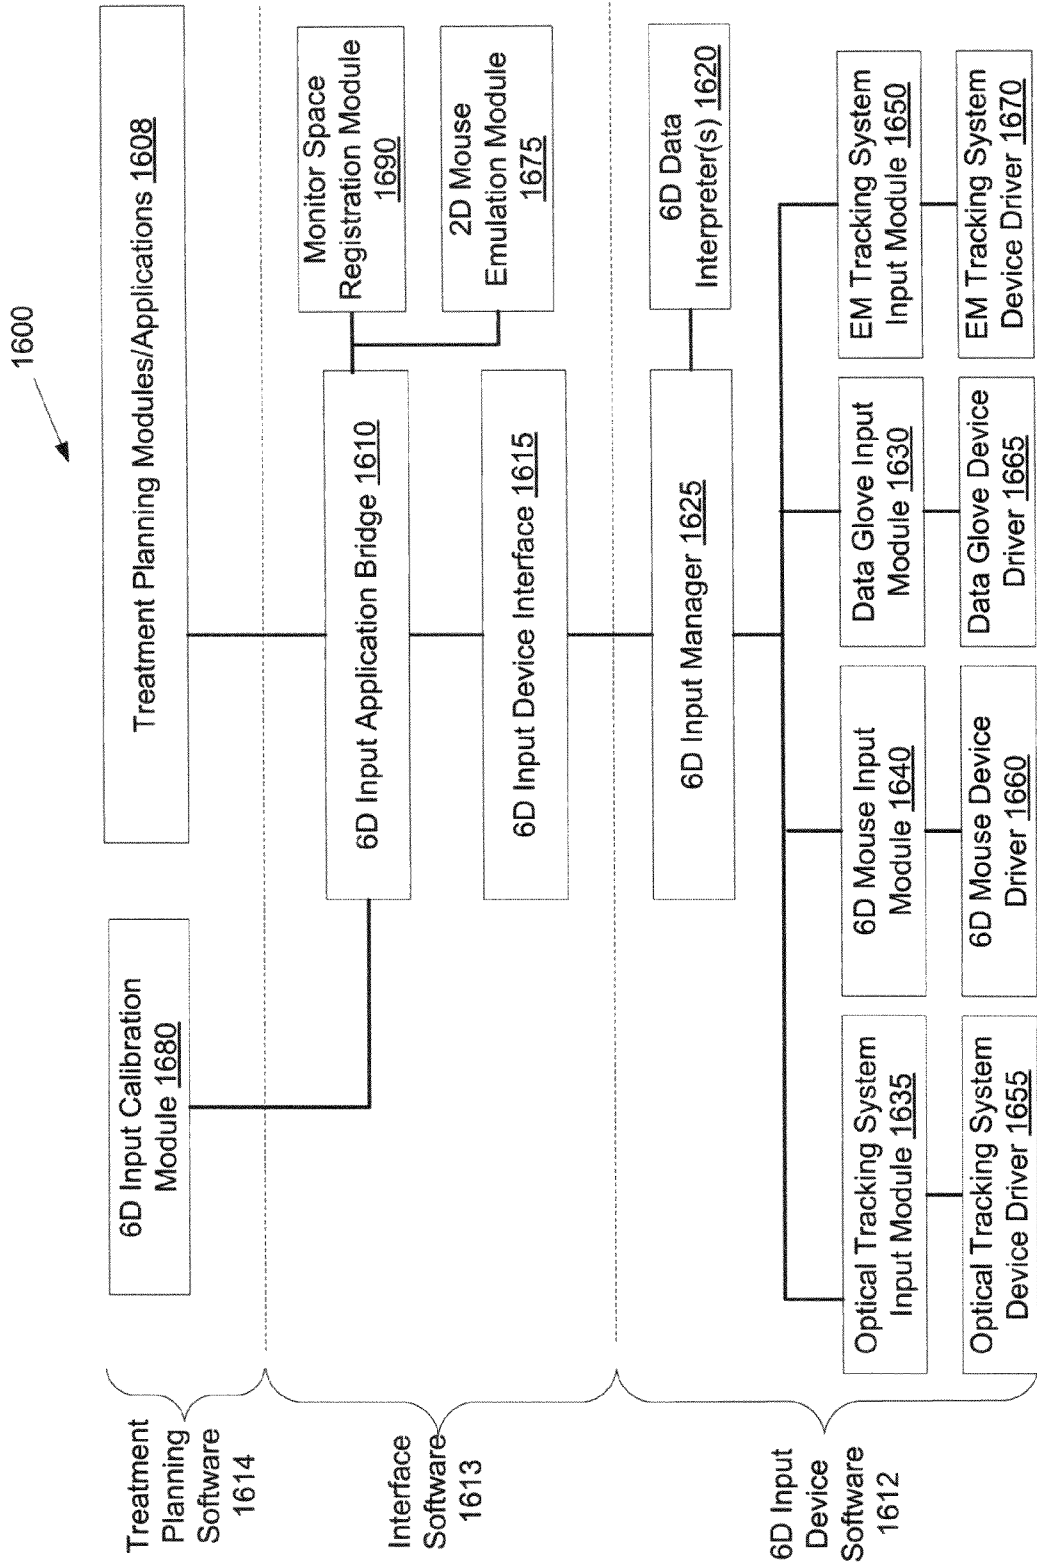 1600
Treatment
Planning
Software
1614
6D Input Calibration
Module 1680
Treatment Planning Modules/Applications 1608
Interface
Software
1613
6D Input Application Bridge 1610
Monitor Space
Registration Module
1690
6D Input Device Interface 1615
2D Mouse
Emulation Module
1675
6D Input
Device
Software
1612
6D Input Manager 1625
6D Data
Interpreter(s) 1620
Optical Tracking System
Input Module 1635
6D Mouse Input
Module 1640
Data Glove Input
Module 1630
EM Tracking System
Input Module 1650
Optical Tracking System
Device Driver 1655
6D Mouse Device
Driver 1660
Data Glove Device
Driver 1665
EM Tracking System
Device Driver 1670